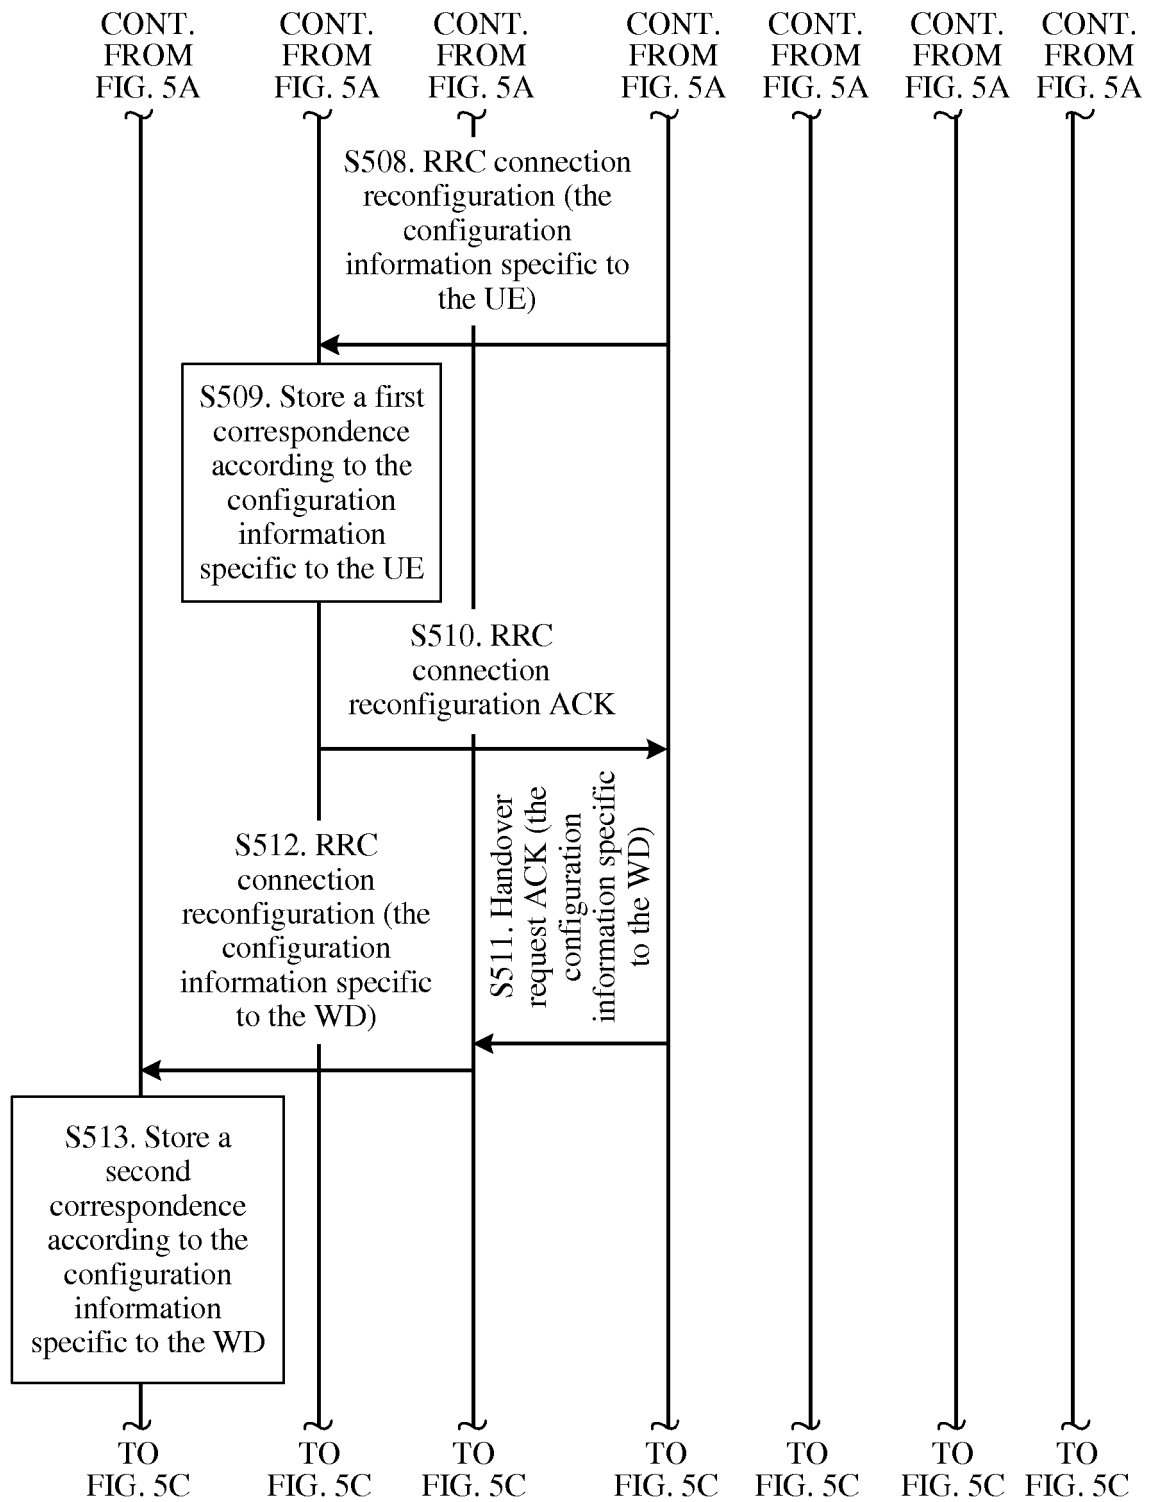 CONT.
FROM
FIG. 5A
CONT.
FROM
FIG. 5A
CONT.
FROM
FIG. 5A
CONT.
FROM
FIG. 5A
CONT.
FROM
FIG. 5A
CONT.
FROM
FIG. 5A
CONT.
FROM
FIG. 5A
S508. RRC connection
reconfiguration (the
configuration
information specific to
the UE)
S509. Store a first
correspondence
according to the
configuration
information
specific to the UE
S510. RRC
connection
reconfiguration ACK
S511. Handover
request ACK (the
configuration
information specific
to the WD)
S512. RRC
connection
reconfiguration (the
configuration
information specific
to the WD)
S513. Store a
second
correspondence
according to the
configuration
information
specific to the WD
TO
FIG. 5C
TO
FIG. 5C
TO
FIG. 5C
TO
FIG. 5C
TO
FIG. 5C
TO
FIG. 5C
TO
FIG. 5C